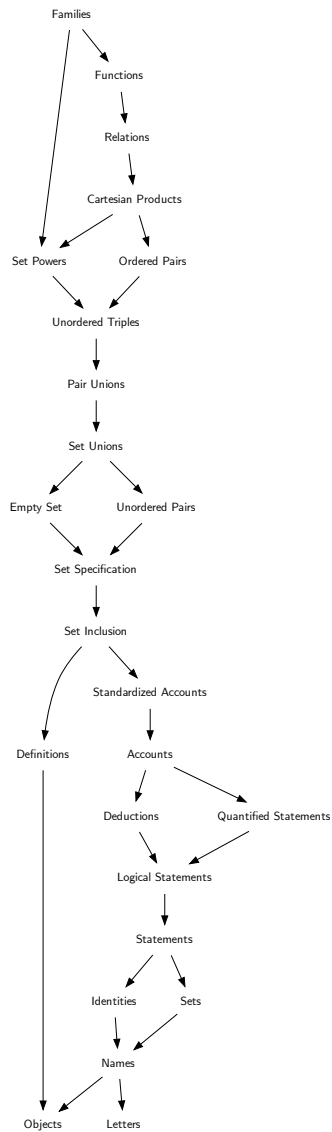 Families
Functions
Relations
Cartesian Products
Set Powers
Ordered Pairs
Unordered Triples
Pair Unions
Set Unions
Empty Set
Unordered Pairs
Set Specification
Set Inclusion
Standardized Accounts
Definitions
Accounts
Deductions
Quantified Statements
Logical Statements
Statements
Identities
Sets
Names
Objects
Letters